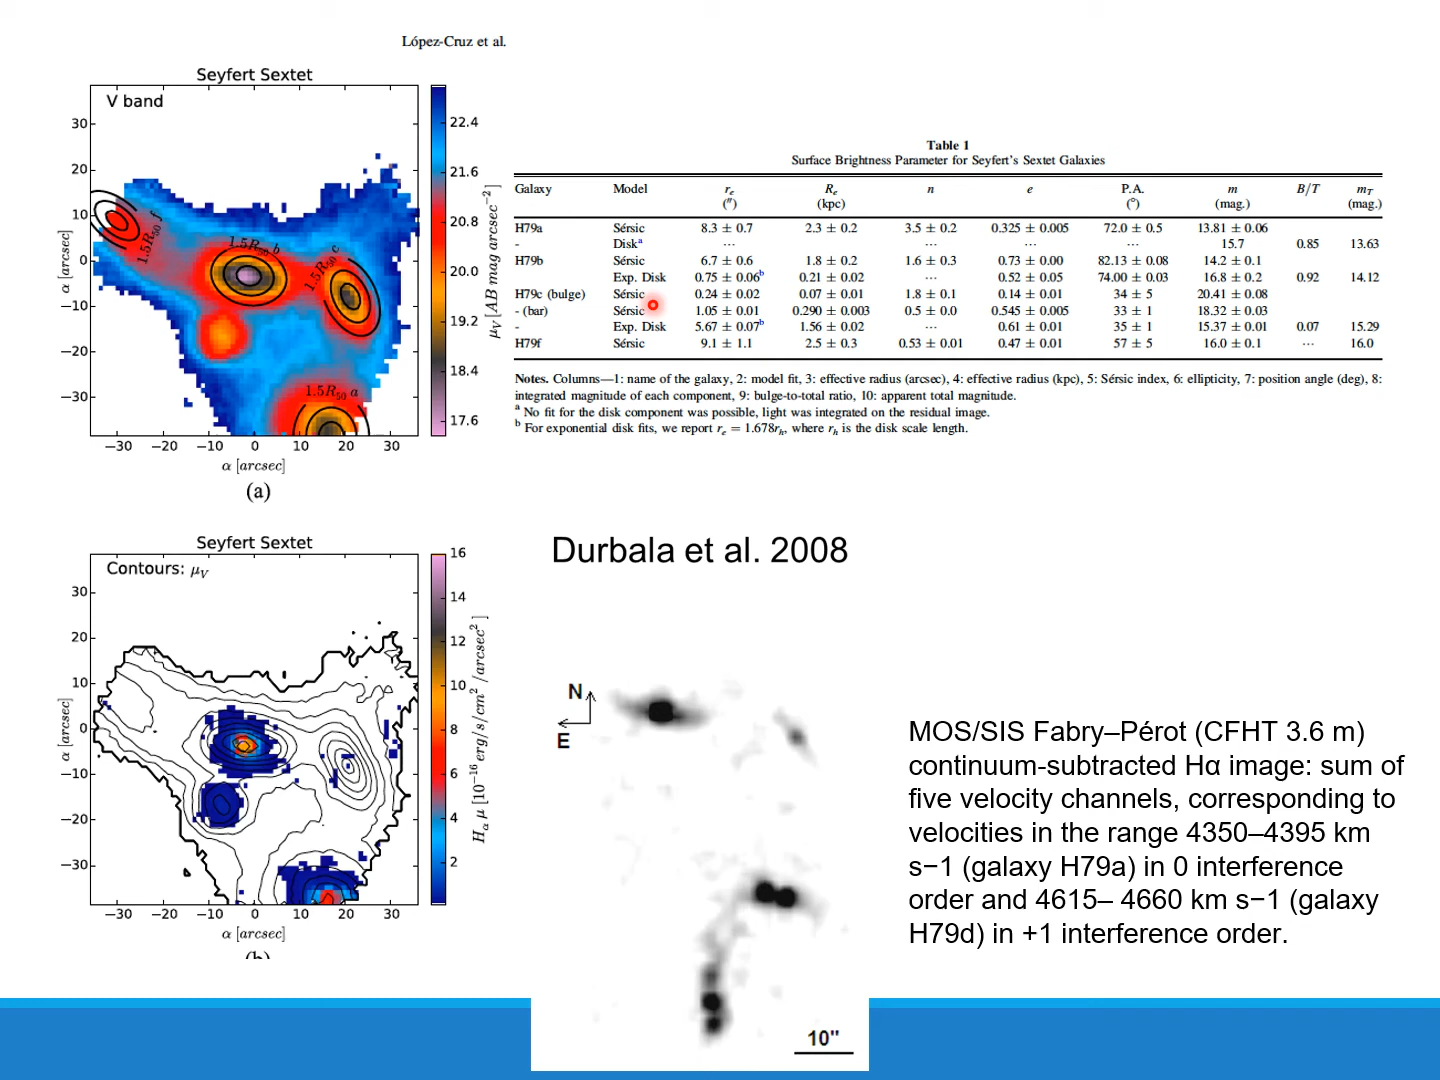 López-Cruz et al.
Seyfert Sextet
V band
1.5R50 f
1.5R50 b
1.5R50 c
1.5R50 a
30
20
10
0
−10
−20
−30
α [arcsec]
−30 −20 −10 0 10 20 30
α [arcsec]
22.4
21.6
20.8
20.0
19.2
18.4
17.6
μV [AB mag arcsec−2]
(a)
Table 1
Surface Brightness Parameter for Seyfert's Sextet Galaxies
Galaxy Model re Re n e P.A. m B/T mT
(″) (kpc) (°) (mag.) (mag.)
H79a Sérsic 8.3 ± 0.7 2.3 ± 0.2 3.5 ± 0.2 0.325 ± 0.005 72.0 ± 0.5 13.81 ± 0.06
- Diska ... ... ... ... ... 15.7 0.85 13.63
H79b Sérsic 6.7 ± 0.6 1.8 ± 0.2 1.6 ± 0.3 0.73 ± 0.00 82.13 ± 0.08 14.2 ± 0.1
Exp. Disk 0.75 ± 0.06b 0.21 ± 0.02 ... 0.52 ± 0.05 74.00 ± 0.03 16.8 ± 0.2 0.92 14.12
H79c (bulge) Sérsic 0.24 ± 0.02 0.07 ± 0.01 1.8 ± 0.1 0.14 ± 0.01 34 ± 5 20.41 ± 0.08
- (bar) Sérsic 1.05 ± 0.01 0.290 ± 0.003 0.5 ± 0.0 0.545 ± 0.005 33 ± 1 18.32 ± 0.03
- Exp. Disk 5.67 ± 0.07b 1.56 ± 0.02 ... 0.61 ± 0.01 35 ± 1 15.37 ± 0.01 0.07 15.29
H79f Sérsic 9.1 ± 1.1 2.5 ± 0.3 0.53 ± 0.01 0.47 ± 0.01 57 ± 5 16.0 ± 0.1 ... 16.0
Notes. Columns—1: name of the galaxy, 2: model fit, 3: effective radius (arcsec), 4: effective radius (kpc), 5: Sérsic index, 6: ellipticity, 7: position angle (deg), 8:
integrated magnitude of each component, 9: bulge-to-total ratio, 10: apparent total magnitude.
a No fit for the disk component was possible, light was integrated on the residual image.
b For exponential disk fits, we report re = 1.678rh, where rh is the disk scale length.
Seyfert Sextet
Contours: μV
30
20
10
0
−10
−20
−30
α [arcsec]
−30 −20 −10 0 10 20 30
α [arcsec]
16
14
12
10
8
6
4
2
Hα μ [10−16 erg/s/cm2/arcsec2]
(b)
Durbala et al. 2008
N
E
10"
MOS/SIS Fabry–Pérot (CFHT 3.6 m)
continuum-subtracted Hα image: sum of
five velocity channels, corresponding to
velocities in the range 4350–4395 km
s−1 (galaxy H79a) in 0 interference
order and 4615– 4660 km s−1 (galaxy
H79d) in +1 interference order.